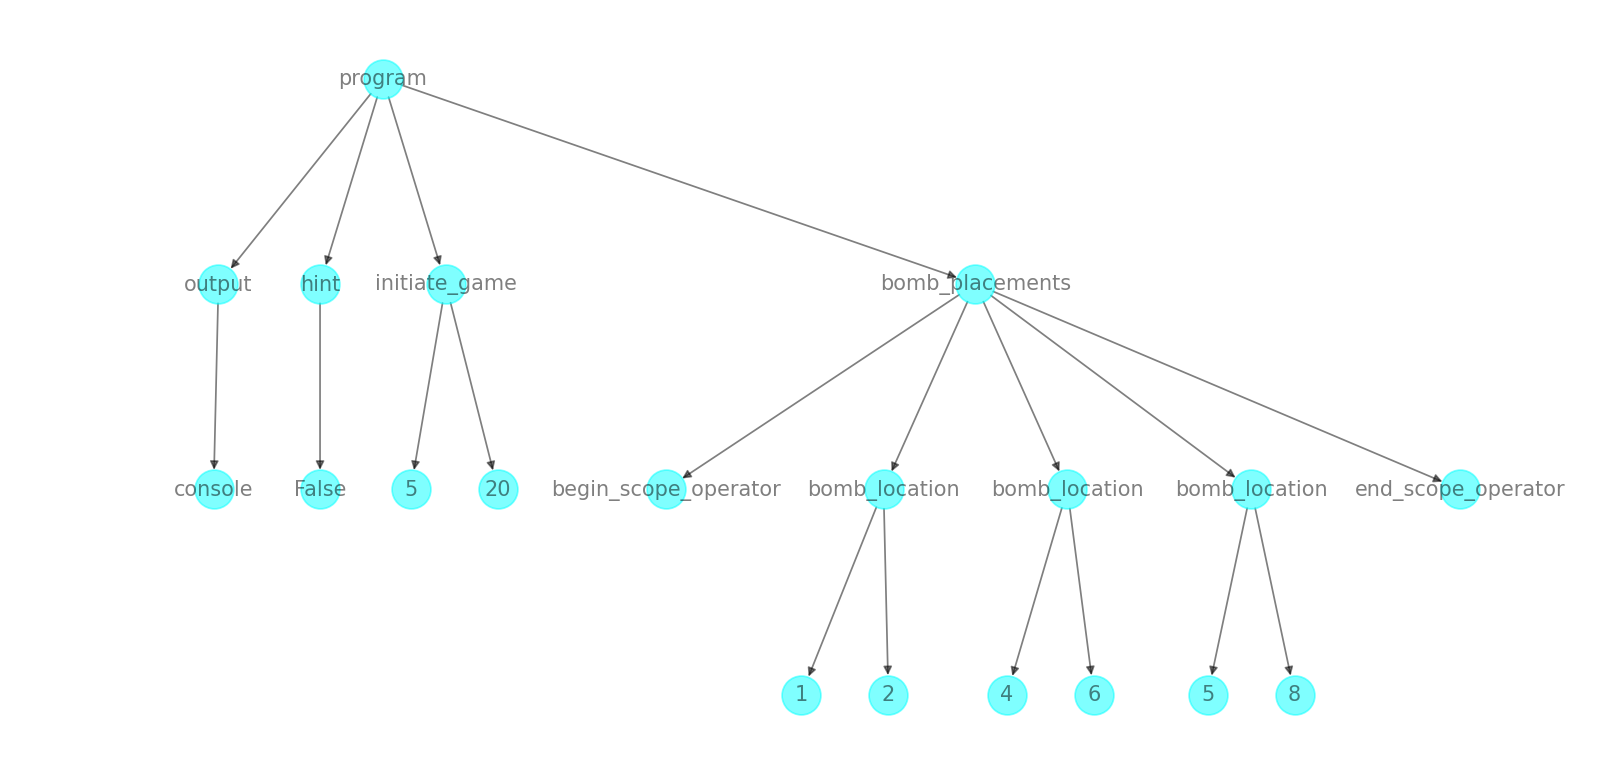 program
output
hint
initiate_game
bomb_placements
console
False
5
20
begin_scope_operator
bomb_location
bomb_location
bomb_location
end_scope_operator
1
2
4
6
5
8